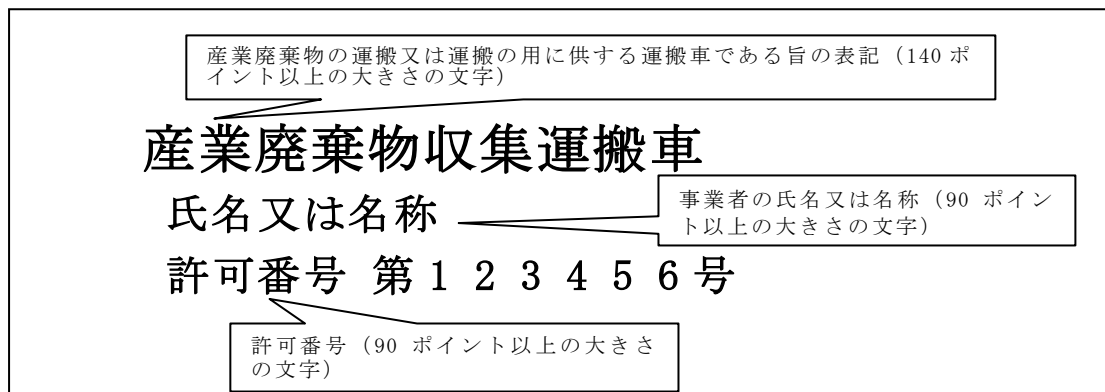 産業廃棄物の運搬又は運搬の用に供する運搬車である旨の表記（140 ポ
イント以上の大きさの文字）
産業廃棄物収集運搬車
氏名又は名称
事業者の氏名又は名称（90 ポイン
ト以上の大きさの文字）
許可番号 第１２３４５６号
許可番号（90 ポイント以上の大きさ
の文字）